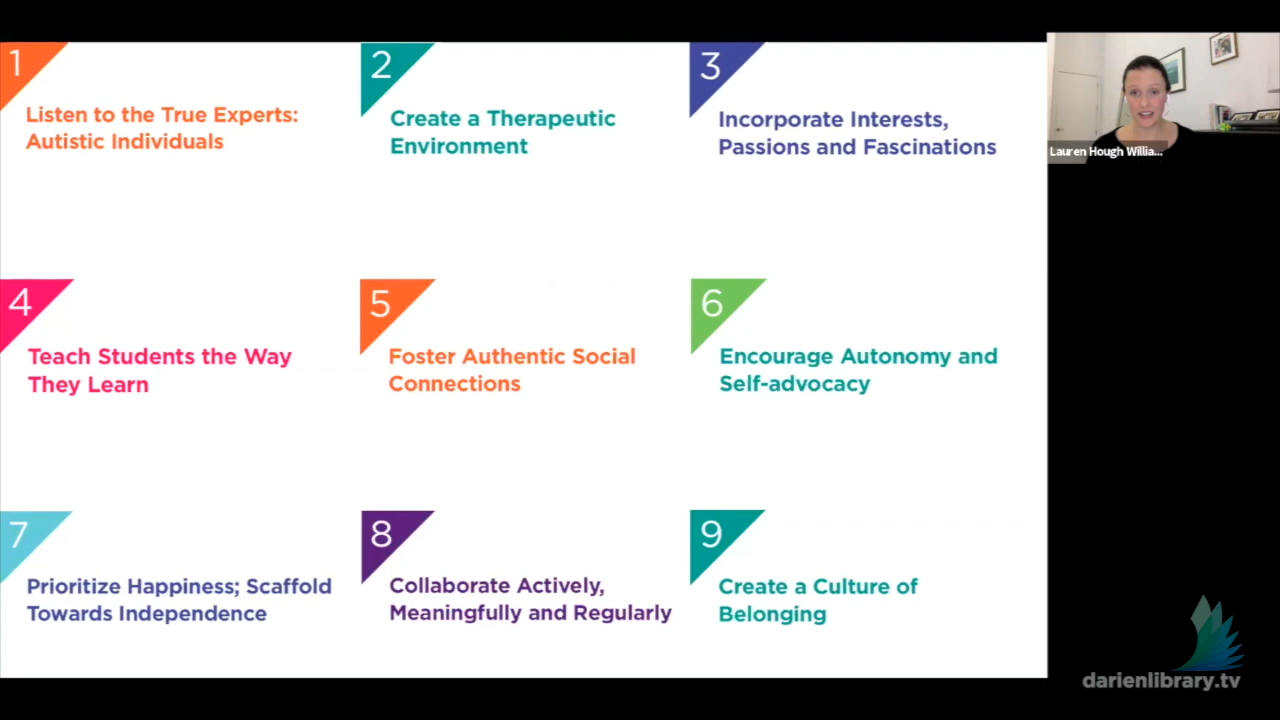 1
Listen to the True Experts:
Autistic Individuals
2
Create a Therapeutic
Environment
3
Incorporate Interests,
Passions and Fascinations
Lauren Hough Willia...
4
Teach Students the Way
They Learn
5
Foster Authentic Social
Connections
6
Encourage Autonomy and
Self-advocacy
7
Prioritize Happiness; Scaffold
Towards Independence
8
Collaborate Actively,
Meaningfully and Regularly
9
Create a Culture of
Belonging
darienlibrary.tv